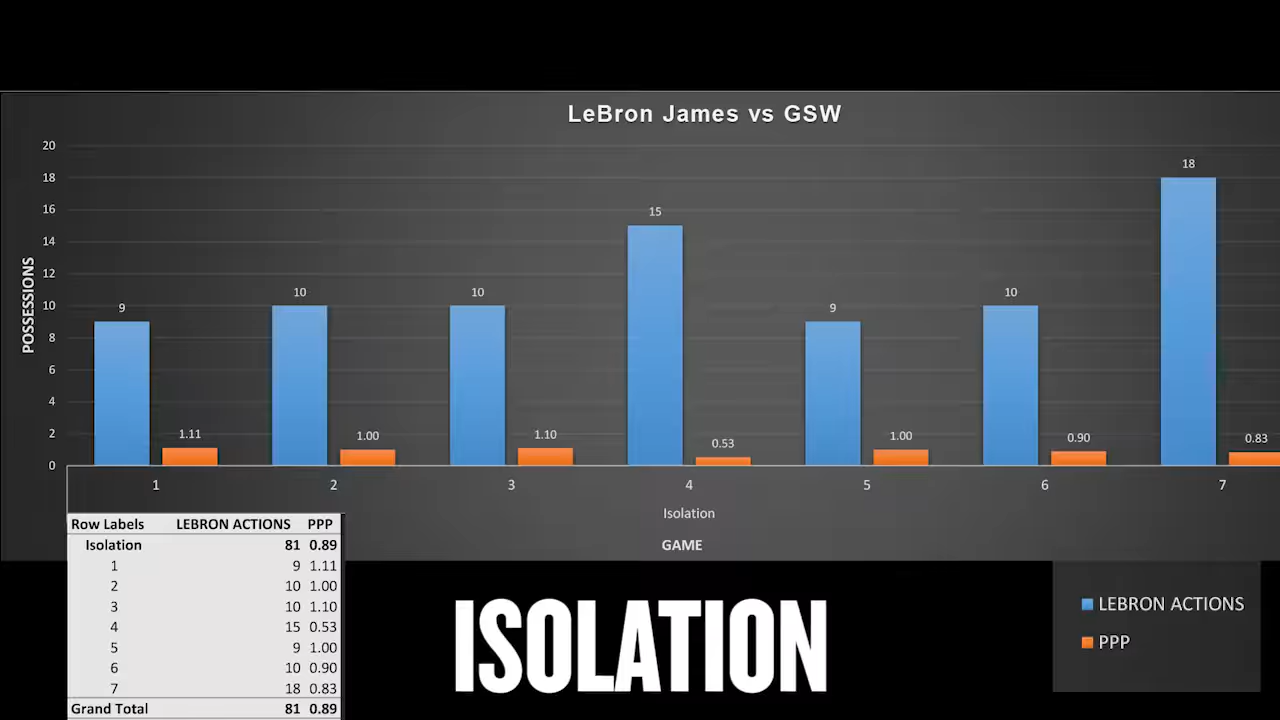 LeBron James vs GSW
20
18
16
14
12
10
8
6
4
2
0
POSSESSIONS
9
1.11
10
1.00
10
1.10
15
0.53
9
1.00
10
0.90
18
0.83
1 2 3 4 5 6 7
Isolation
GAME
Row Labels LEBRON ACTIONS PPP
Isolation 81 0.89
1 9 1.11
2 10 1.00
3 10 1.10
4 15 0.53
5 9 1.00
6 10 0.90
7 18 0.83
Grand Total 81 0.89
ISOLATION
LEBRON ACTIONS
PPP